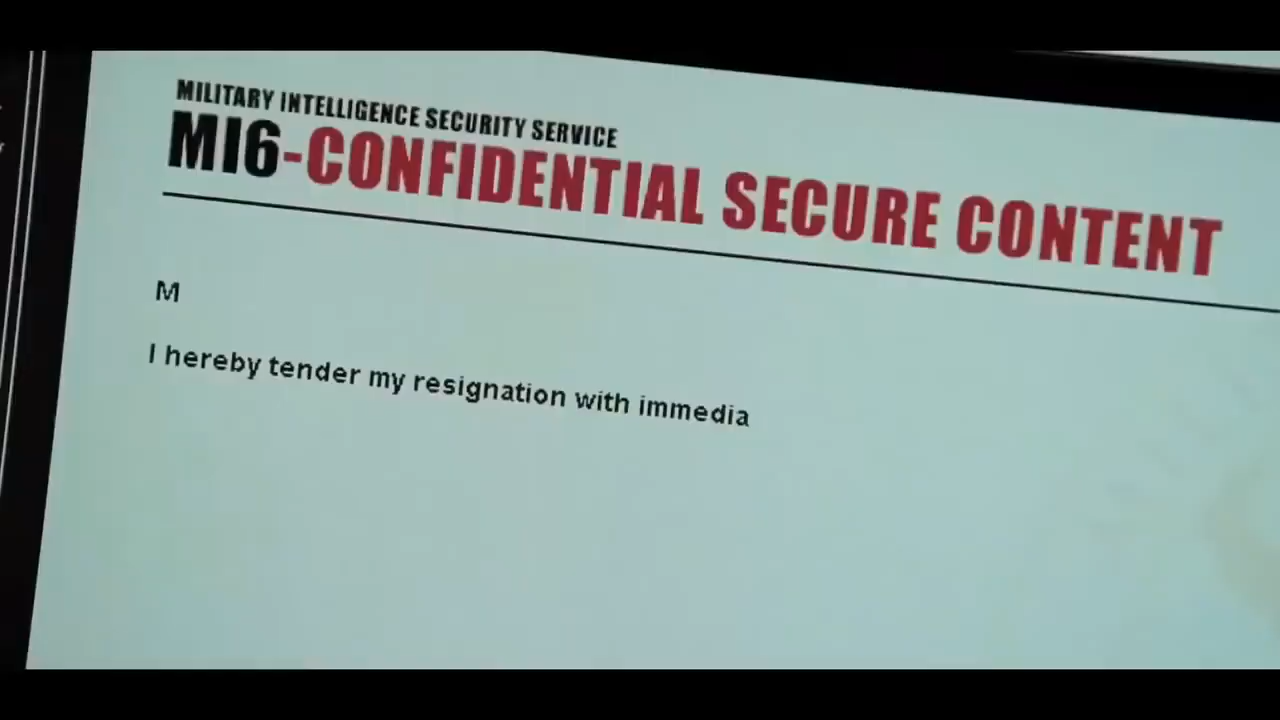 MILITARY INTELLIGENCE SECURITY SERVICE
MI6-CONFIDENTIAL SECURE CONTENT
M
I hereby tender my resignation with immedia